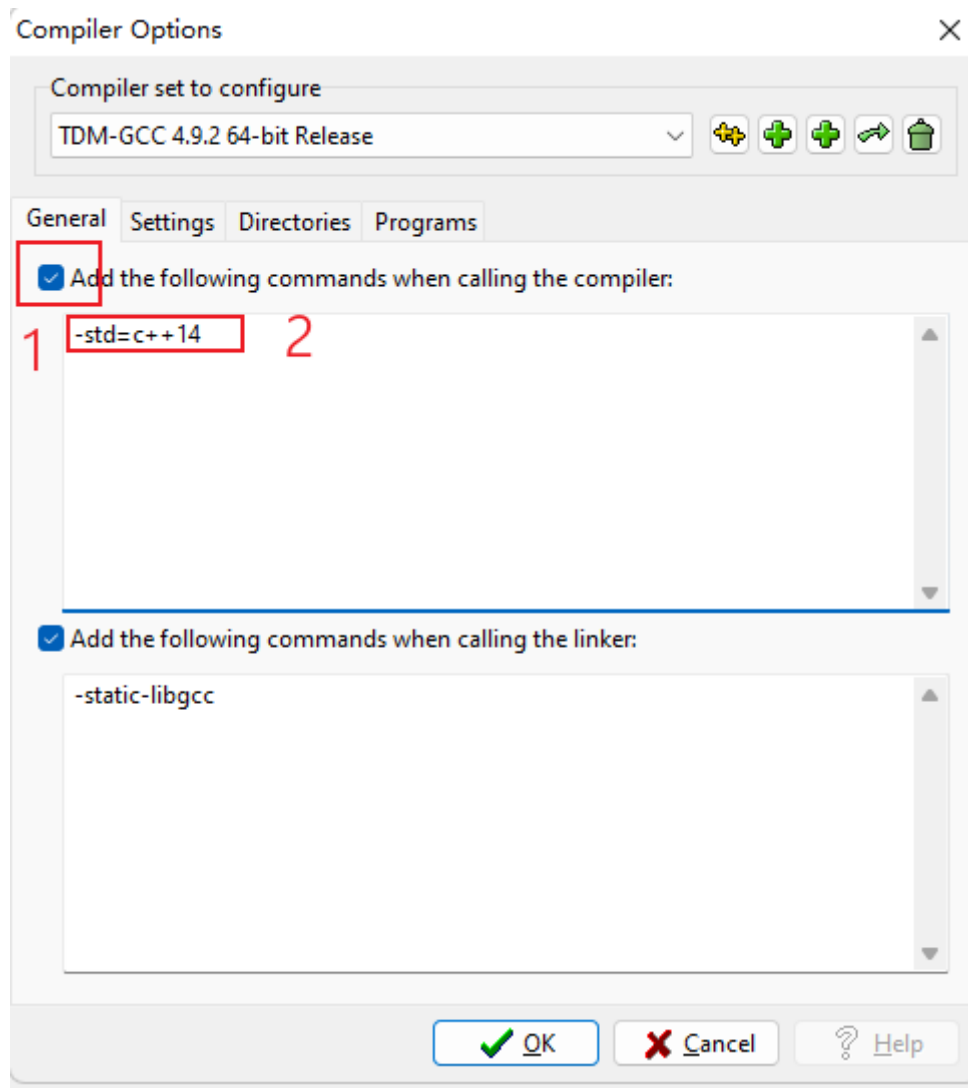 Compiler Options
Compiler set to configure
TDM-GCC 4.9.2 64-bit Release
General Settings Directories Programs
Add the following commands when calling the compiler:
1 -std=c++14 2
Add the following commands when calling the linker:
-static-libgcc
OK Cancel Help